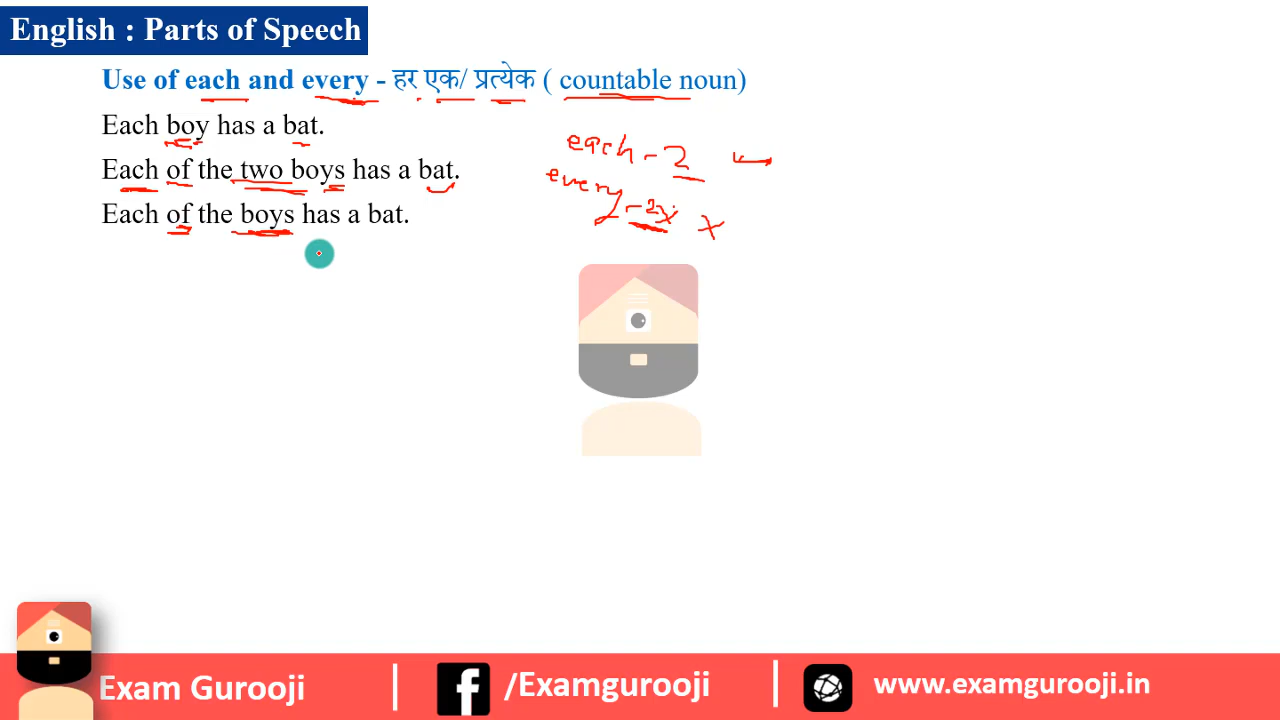 English : Parts of Speech
Use of each and every - हर एक/ प्रत्येक ( countable noun)
Each boy has a bat.
Each of the two boys has a bat.
Each of the boys has a bat.
each - 2
every - 2 x
x
Exam Gurooji
/Examgurooji
www.examgurooji.in